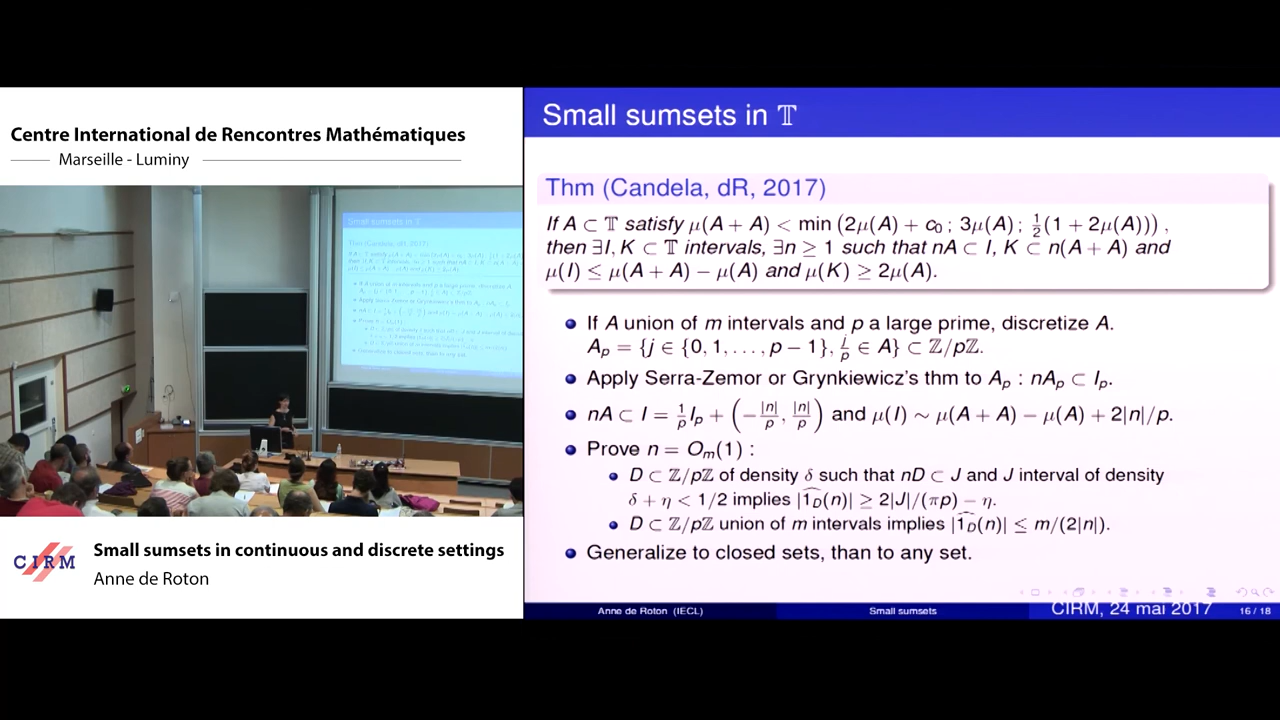 Centre International de Rencontres Mathématiques
Marseille - Luminy
Small sumsets in 𝕋
CIRM
Small sumsets in continuous and discrete settings
Anne de Roton
Small sumsets in 𝕋
Thm (Candela, dR, 2017)
If A ⊂ 𝕋 satisfy μ(A + A) < min (2μ(A) + c₀ ; 3μ(A) ; ½(1 + 2μ(A))) ,
then ∃I, K ⊂ 𝕋 intervals, ∃n ≥ 1 such that nA ⊂ I, K ⊂ n(A + A) and
μ(I) ≤ μ(A + A) − μ(A) and μ(K) ≥ 2μ(A).
If A union of m intervals and p a large prime, discretize A.
Aₚ = {j ∈ {0, 1, . . . , p − 1}, j/p ∈ A} ⊂ ℤ/pℤ.
Apply Serra-Zemor or Grynkiewicz's thm to Aₚ : nAₚ ⊂ Iₚ.
nA ⊂ I = 1/p Iₚ + (−|n|/p, |n|/p) and μ(I) ∼ μ(A + A) − μ(A) + 2|n|/p.
Prove n = Oₘ(1) :
D ⊂ ℤ/pℤ of density δ such that nD ⊂ J and J interval of density
δ + η < 1/2 implies |1̂_D(n)| ≥ 2|J|/(πp) − η.
D ⊂ ℤ/pℤ union of m intervals implies |1̂_D(n)| ≤ m/(2|n|).
Generalize to closed sets, than to any set.
Anne de Roton (IECL)
Small sumsets
CIRM, 24 mai 2017
16 / 18